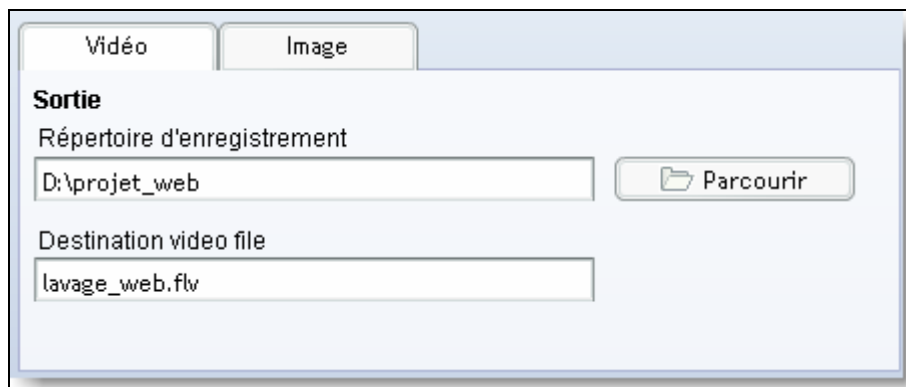 Vidéo Image
Sortie
Répertoire d'enregistrement
D:\projet_web Parcourir
Destination video file
lavage_web.flv